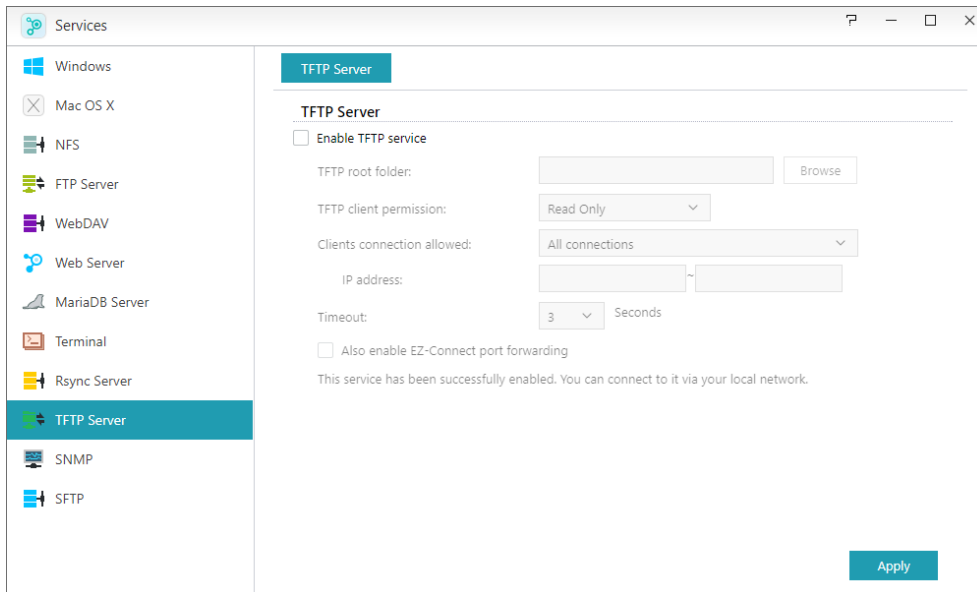 Services
Windows
Mac OS X
NFS
FTP Server
WebDAV
Web Server
MariaDB Server
Terminal
Rsync Server
TFTP Server
SNMP
SFTP
TFTP Server
TFTP Server
Enable TFTP service
TFTP root folder: Browse
TFTP client permission: Read Only
Clients connection allowed: All connections
IP address: ~
Timeout: 3 Seconds
Also enable EZ-Connect port forwarding
This service has been successfully enabled. You can connect to it via your local network.
Apply